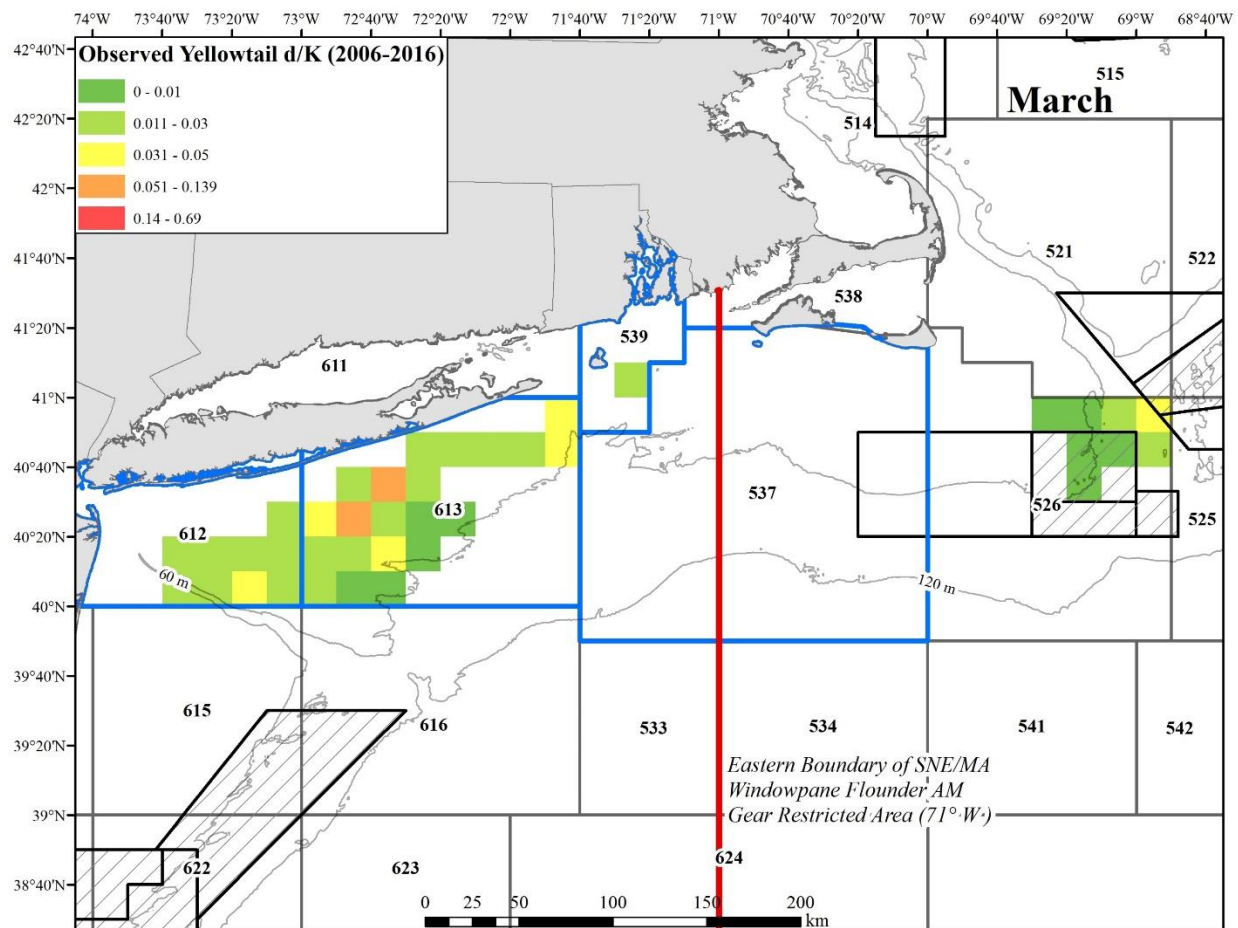 74°W 73°40'W 73°20'W 73°W 72°40'W 72°20'W 72°W 71°40'W 71°20'W 71°W 70°40'W 70°20'W 70°W 69°40'W 69°20'W 69°W 68°40'W
42°40'N
42°20'N
42°N
41°40'N
41°20'N
41°N
40°40'N
40°20'N
40°N
39°40'N
39°20'N
39°N
38°40'N
Observed Yellowtail d/K (2006-2016)
0 - 0.01
0.011 - 0.03
0.031 - 0.05
0.051 - 0.139
0.14 - 0.69
March
515
514
521
522
538
539
611
537
526
525
613
612
60 m
120 m
615
616
533
534
541
542
Eastern Boundary of SNE/MA
Windowpane Flounder AM
Gear Restricted Area (71° W)
622
623
624
0 25 50 100 150 200
km